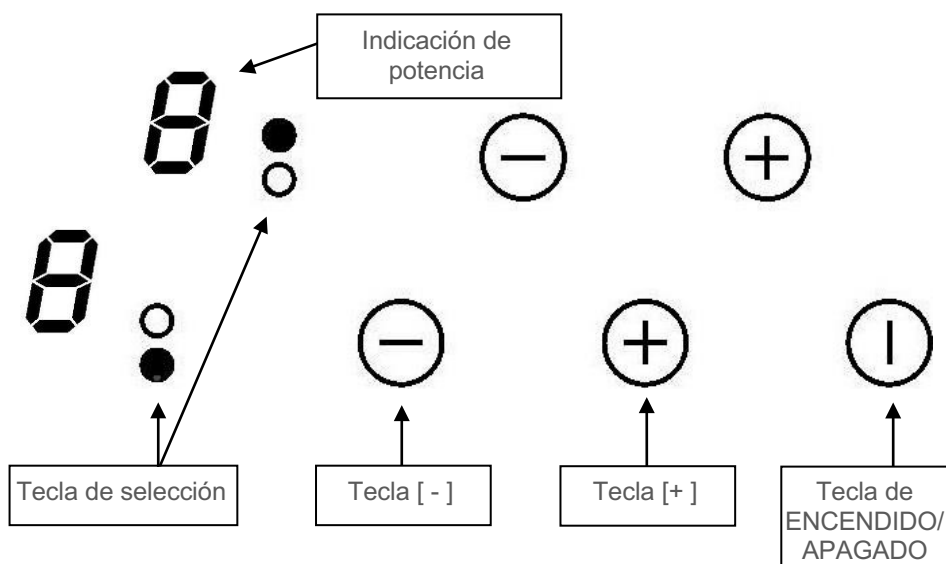 Indicación de
potencia
Tecla de selección
Tecla [ - ]
Tecla [+ ]
Tecla de
ENCENDIDO/
APAGADO